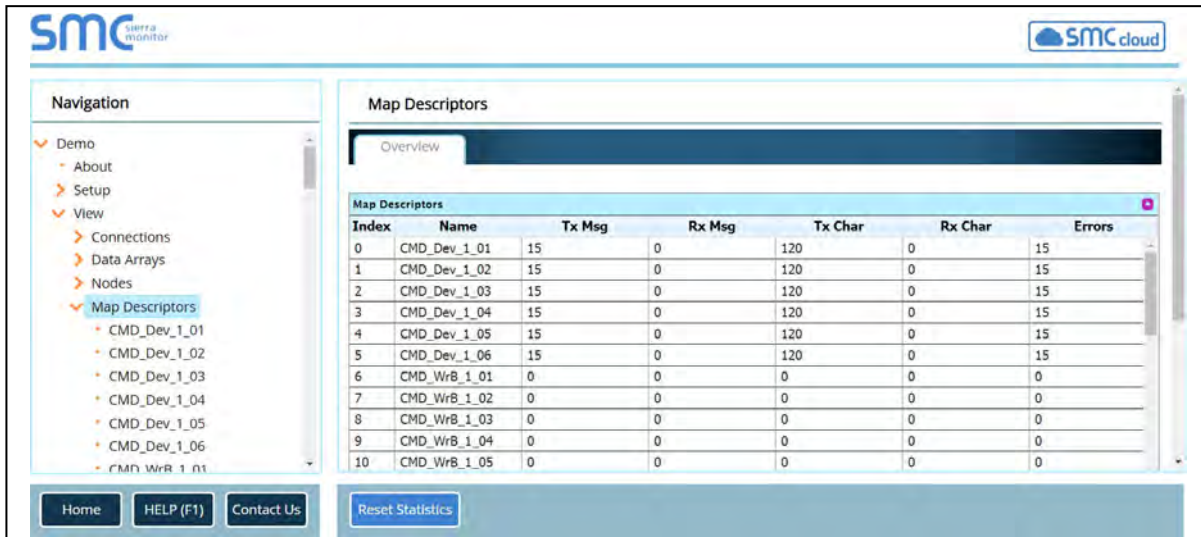 SMC sierra monitor
SMC cloud
Navigation
Demo
About
Setup
View
Connections
Data Arrays
Nodes
Map Descriptors
CMD_Dev_1_01
CMD_Dev_1_02
CMD_Dev_1_03
CMD_Dev_1_04
CMD_Dev_1_05
CMD_Dev_1_06
CMD_WrB_1_01
Map Descriptors
Overview
Map Descriptors
Index Name Tx Msg Rx Msg Tx Char Rx Char Errors
0 CMD_Dev_1_01 15 0 120 0 15
1 CMD_Dev_1_02 15 0 120 0 15
2 CMD_Dev_1_03 15 0 120 0 15
3 CMD_Dev_1_04 15 0 120 0 15
4 CMD_Dev_1_05 15 0 120 0 15
5 CMD_Dev_1_06 15 0 120 0 15
6 CMD_WrB_1_01 0 0 0 0 0
7 CMD_WrB_1_02 0 0 0 0 0
8 CMD_WrB_1_03 0 0 0 0 0
9 CMD_WrB_1_04 0 0 0 0 0
10 CMD_WrB_1_05 0 0 0 0 0
Home HELP (F1) Contact Us
Reset Statistics